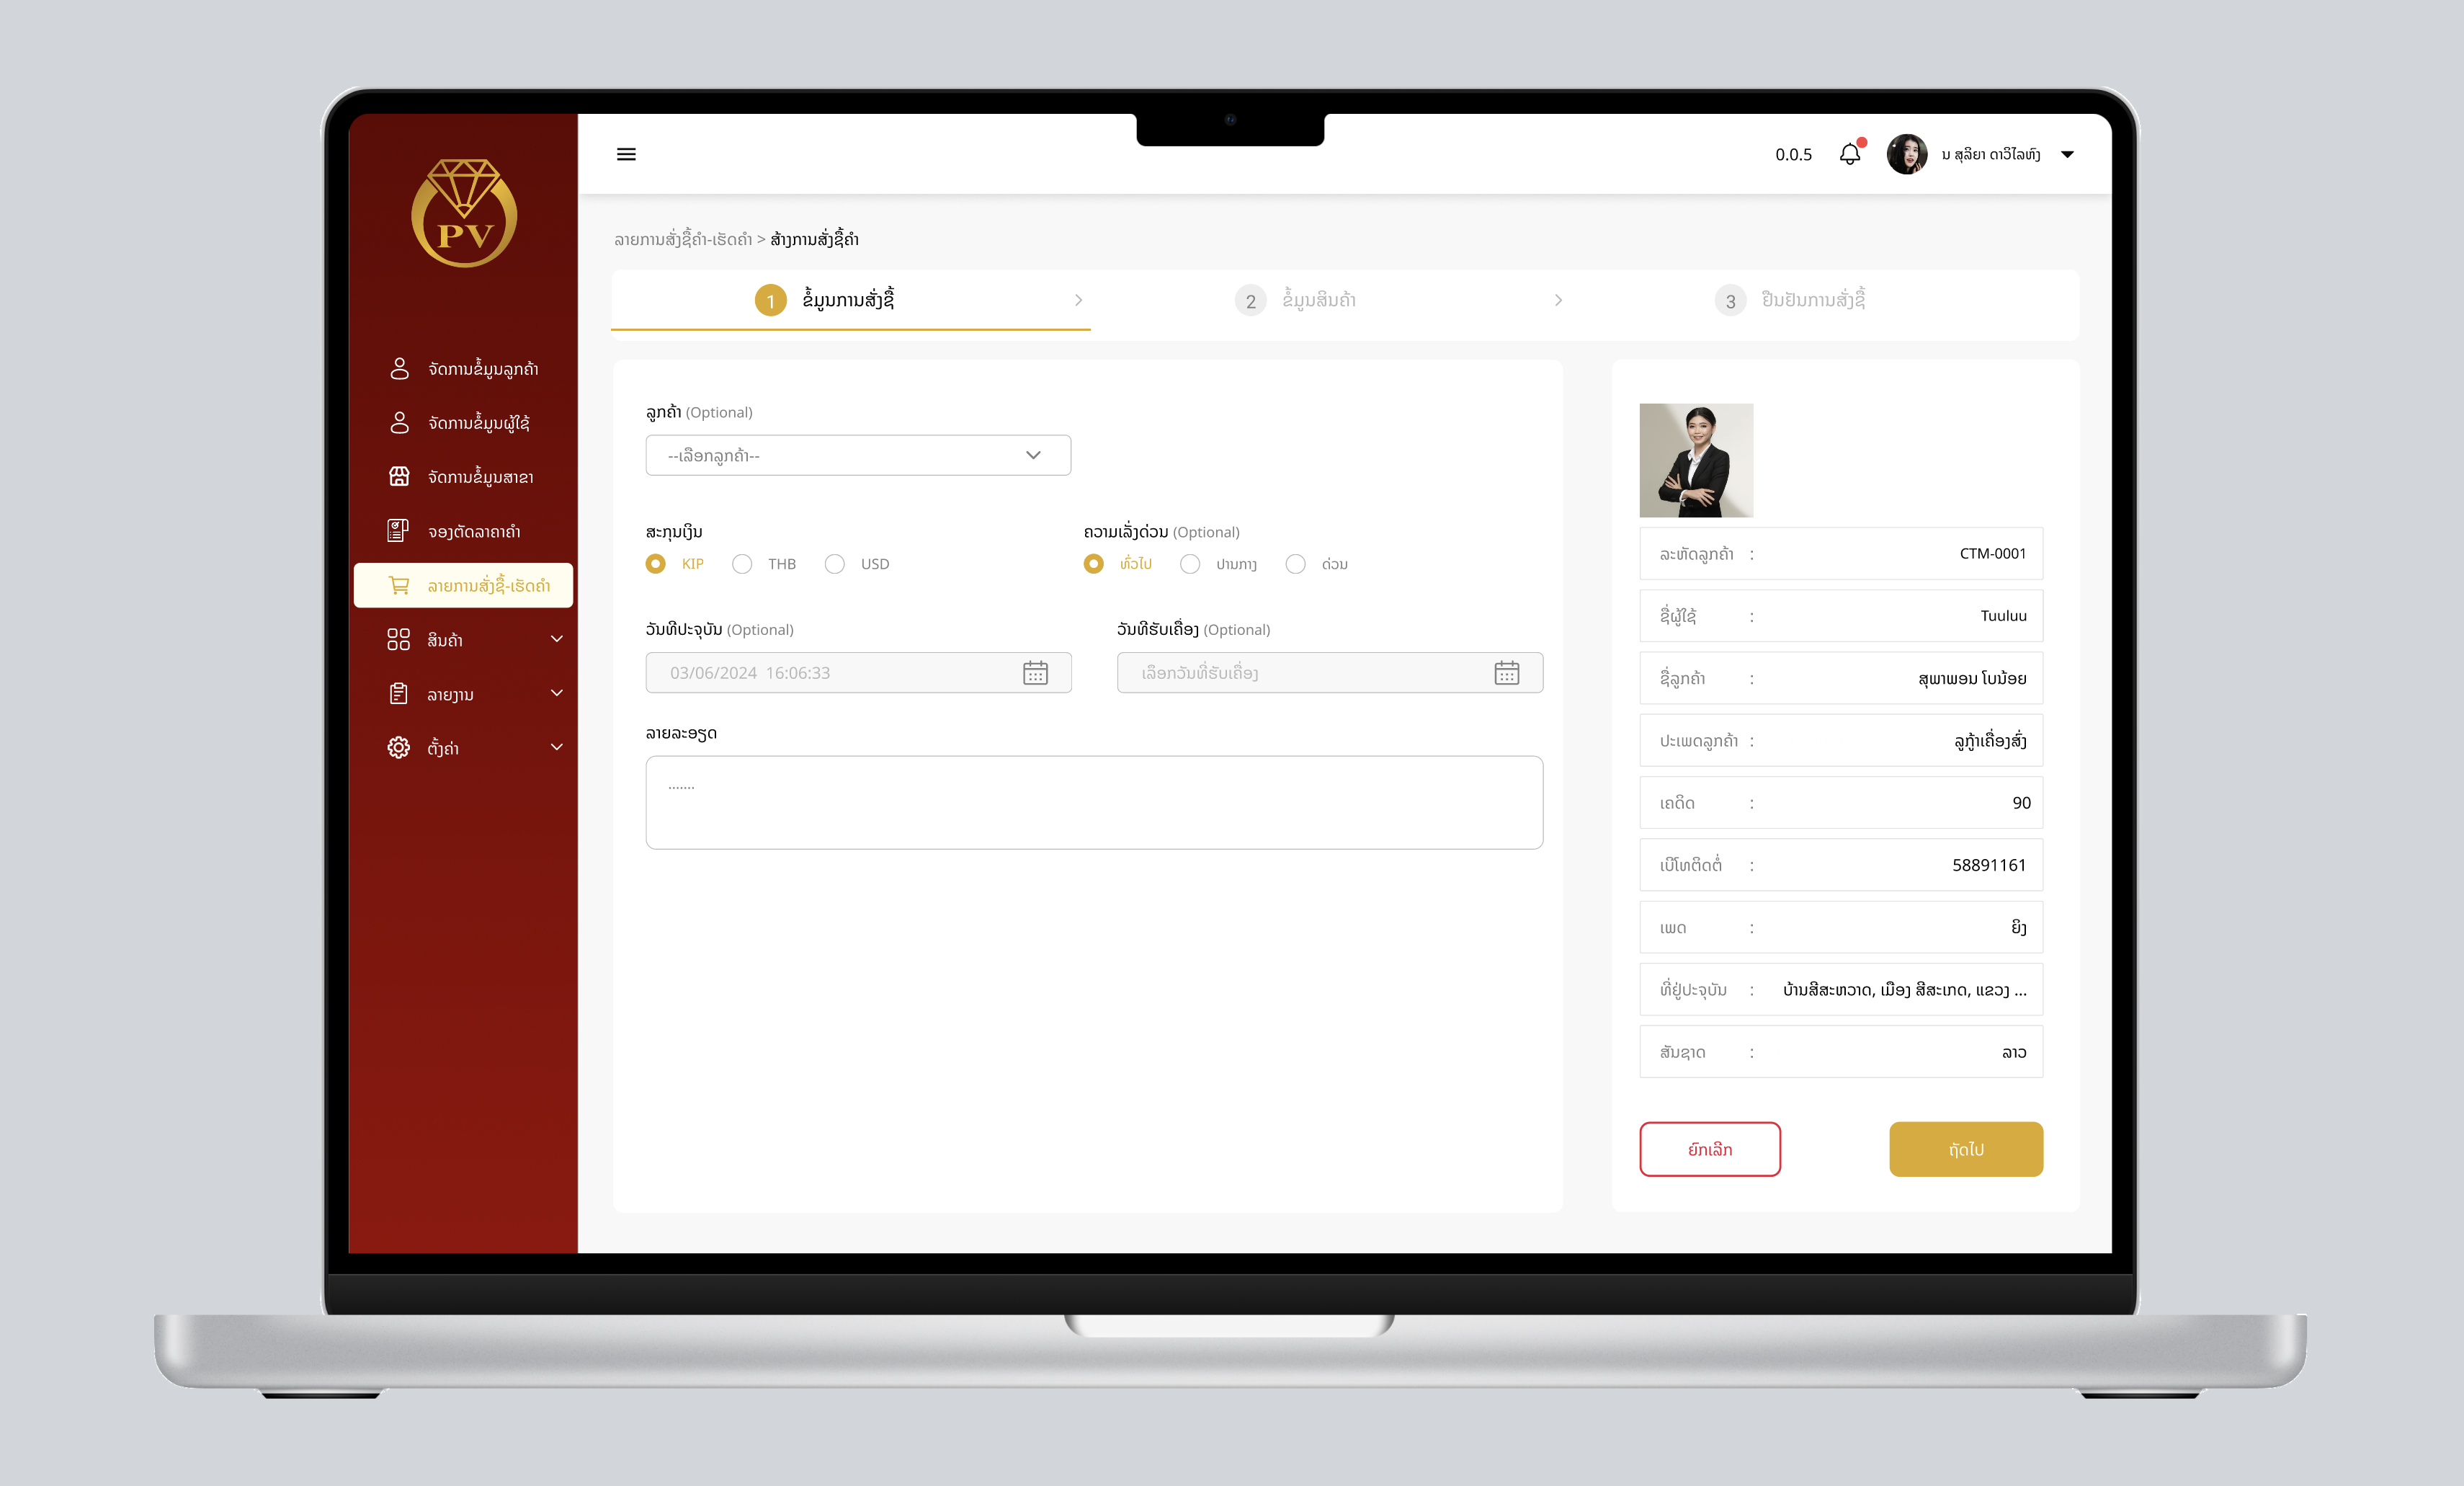 PV
0.0.5
ນ ສຸລິຍາ ດາວິໄລທົງ
ຈັດການຂໍ້ມູນລູກຄ້າ
ຈັດການຂໍ້ມູນຜູ້ໃຊ້
ຈັດການຂໍ້ມູນສາຂາ
ຈອງຕັດລາຄາຄຳ
ລາຍການສັ່ງຊື້-ເຮັດຄຳ
ສິນຄ້າ
ລາຍງານ
ຕັ້ງຄ່າ
ລາຍການສັ່ງຊື້ຄຳ-ເຮັດຄຳ > ສ້າງການສັ່ງຊື້ຄຳ
1 ຂໍ້ມູນການສັ່ງຊື້
2 ຂໍ້ມູນສິນຄ້າ
3 ຢືນຢັນການສັ່ງຊື້
ລູກຄ້າ (Optional)
--ເລືອກລູກຄ້າ--
ສະກຸນເງິນ
KIP THB USD
ຄວາມເລັ່ງດ່ວນ (Optional)
ທົ່ວໄປ ປານກາງ ດ່ວນ
ວັນທີປະຈຸບັນ (Optional)
03/06/2024 16:06:33
ວັນທີຮັບເຄື່ອງ (Optional)
ເລືອກວັນທີ່ຮັບເຄື່ອງ
ລາຍລະອຽດ
.......
ລະຫັດລູກຄ້າ : CTM-0001
ຊື່ຜູ້ໃຊ້ : Tuuluu
ຊື່ລູກຄ້າ : ສຸພາພອນ ໂບນ້ອຍ
ປະເພດລູກຄ້າ : ລູກູ້າເຄື່ອງສົ່ງ
ເຄດິດ : 90
ເບີໂທຕິດຕໍ່ : 58891161
ເພດ : ຍິງ
ທີ່ຢູ່ປະຈຸບັນ : ບ້ານສີສະຫວາດ, ເມືອງ ສີສະເກດ, ແຂວງ ...
ສັນຊາດ : ລາວ
ຍົກເລີກ
ຖັດໄປ